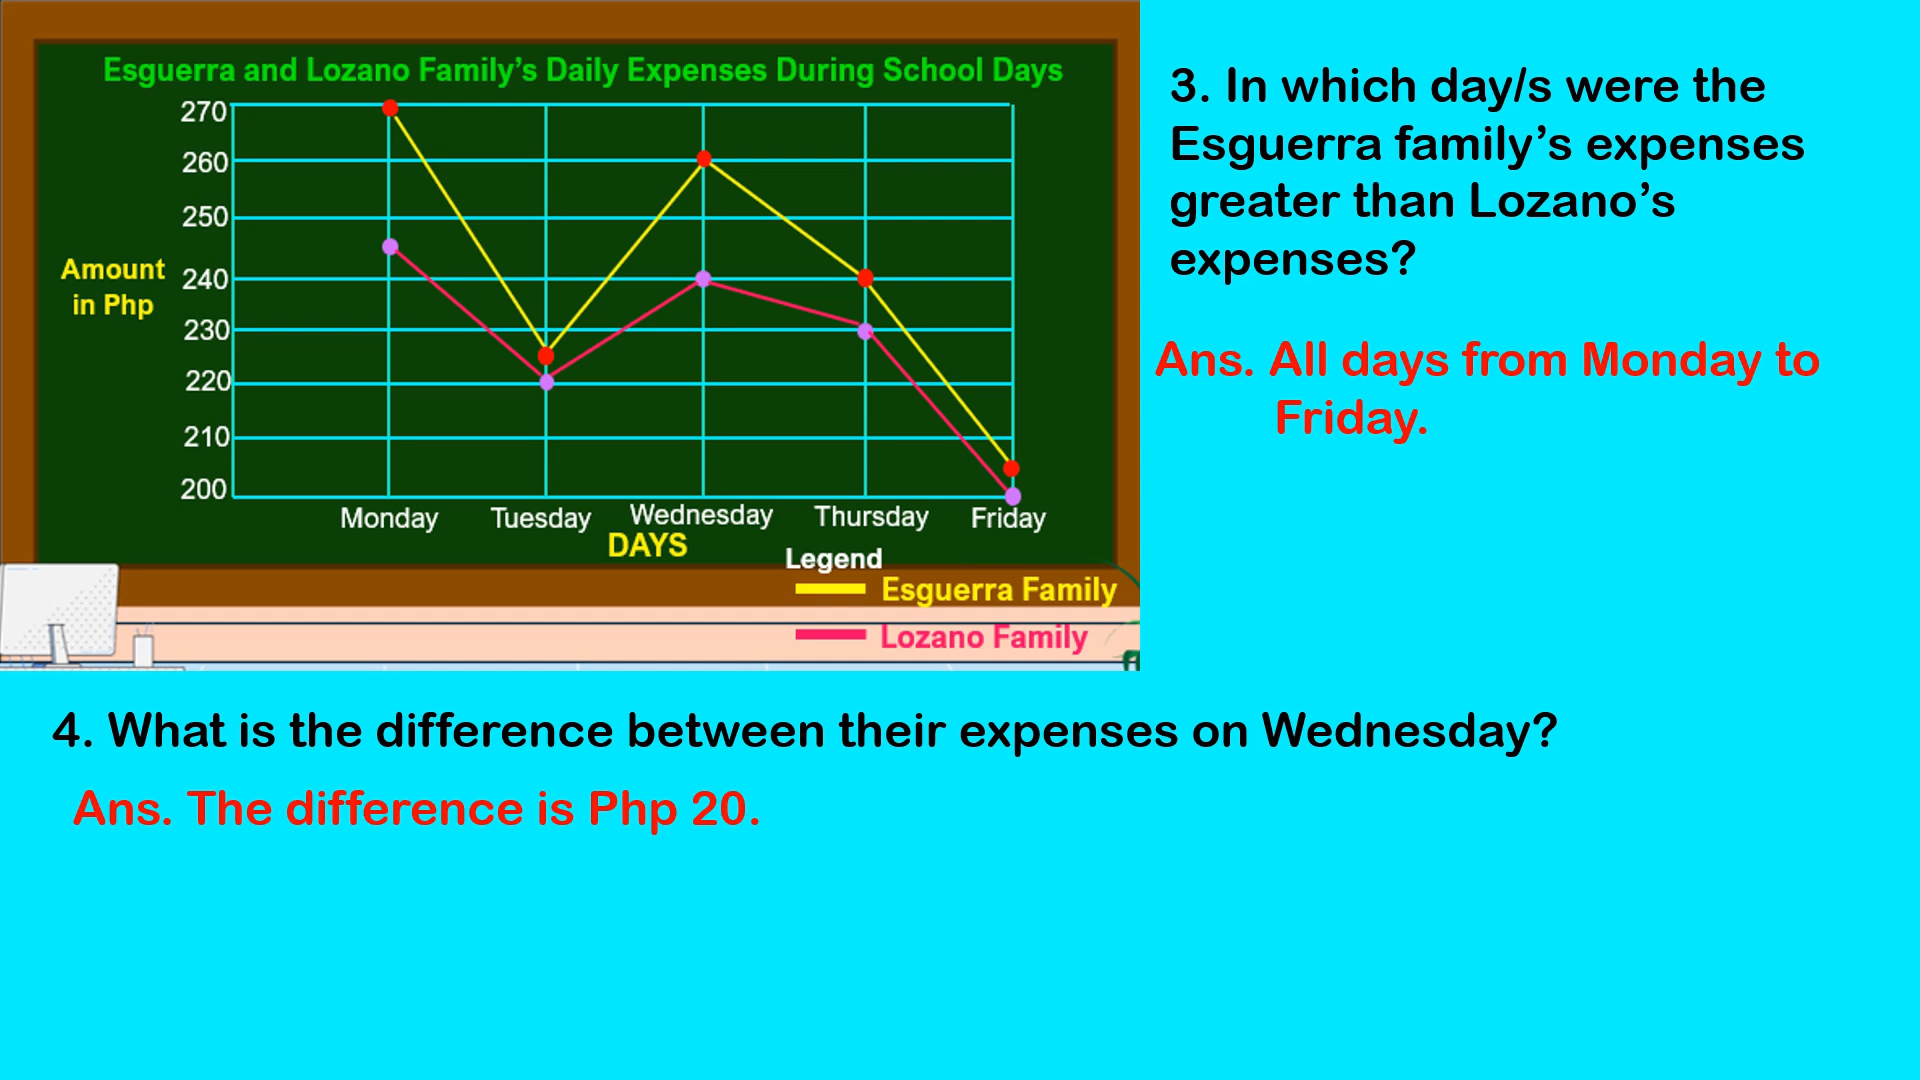 Esguerra and Lozano Family’s Daily Expenses During School Days
270
260
250
Amount
in Php
240
230
220
210
200
Monday Tuesday Wednesday Thursday Friday
DAYS
Legend
Esguerra Family
Lozano Family
3. In which day/s were the
Esguerra family’s expenses
greater than Lozano’s
expenses?
Ans. All days from Monday to
Friday.
4. What is the difference between their expenses on Wednesday?
Ans. The difference is Php 20.